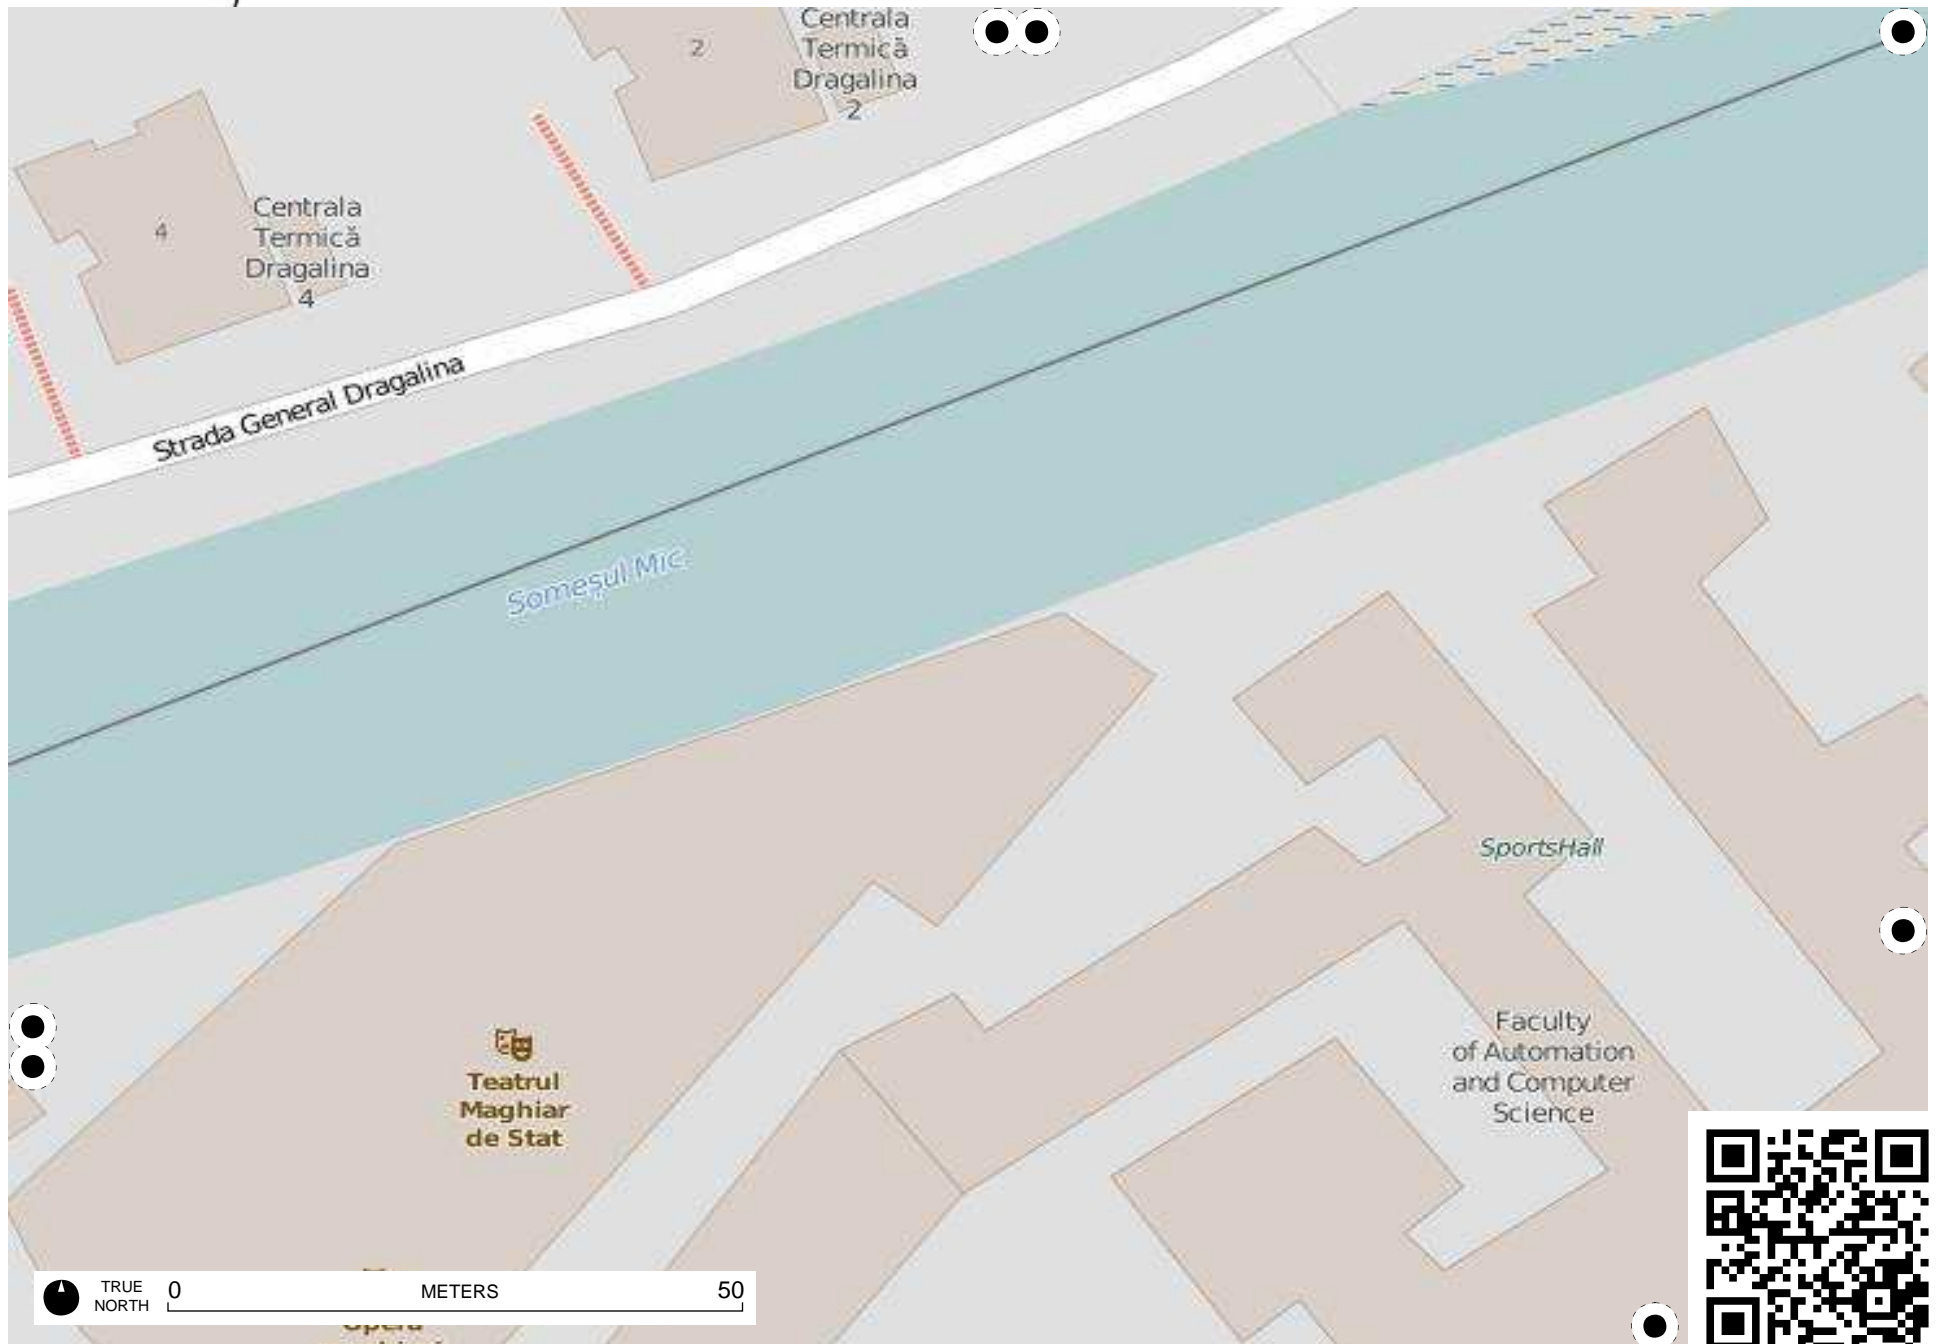 2
Centrala
Termică
Dragalina
2
4
Centrala
Termică
Dragalina
4
Strada General Dragalina
Someșul Mic
SportsHall
Teatrul
Maghiar
de Stat
Faculty
of Automation
and Computer
Science
TRUE
NORTH
0
METERS
50